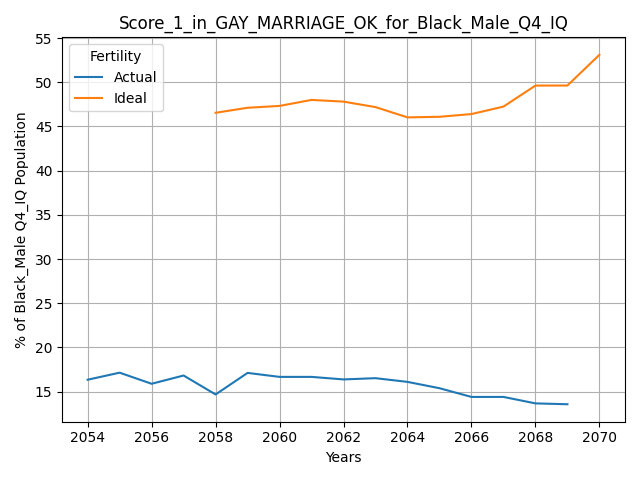 Score_1_in_GAY_MARRIAGE_OK_for_Black_Male_Q4_IQ
Fertility
Actual
Ideal
% of Black_Male Q4_IQ Population
55
50
45
40
35
30
25
20
15
2054 2056 2058 2060 2062 2064 2066 2068 2070
Years